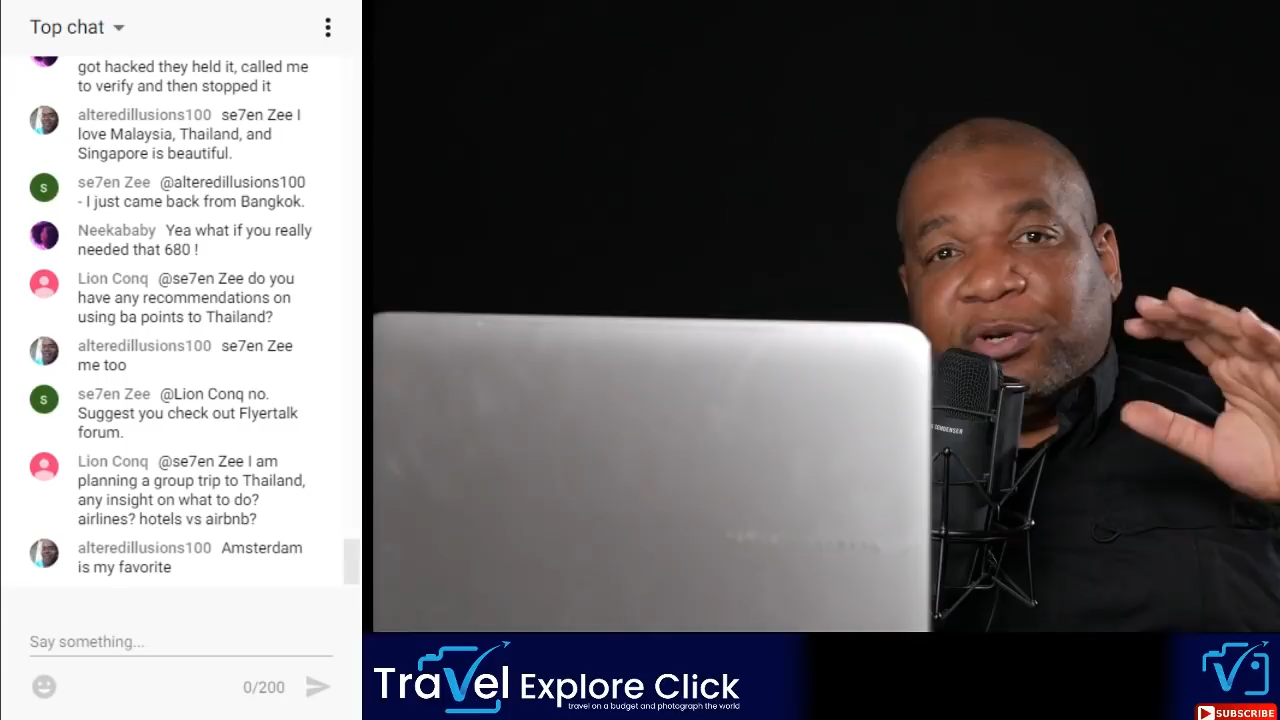 Top chat
got hacked they held it, called me
to verify and then stopped it
alteredillusions100 se7en Zee I
love Malaysia, Thailand, and
Singapore is beautiful.
s
se7en Zee @alteredillusions100
- I just came back from Bangkok.
Neekababy Yea what if you really
needed that 680 !
Lion Conq @se7en Zee do you
have any recommendations on
using ba points to Thailand?
alteredillusions100 se7en Zee
me too
s
se7en Zee @Lion Conq no.
Suggest you check out Flyertalk
forum.
Lion Conq @se7en Zee I am
planning a group trip to Thailand,
any insight on what to do?
airlines? hotels vs airbnb?
alteredillusions100 Amsterdam
is my favorite
Say something...
0/200
CONDENSER
Travel Explore Click
travel on a budget and photograph the world
SUBSCRIBE